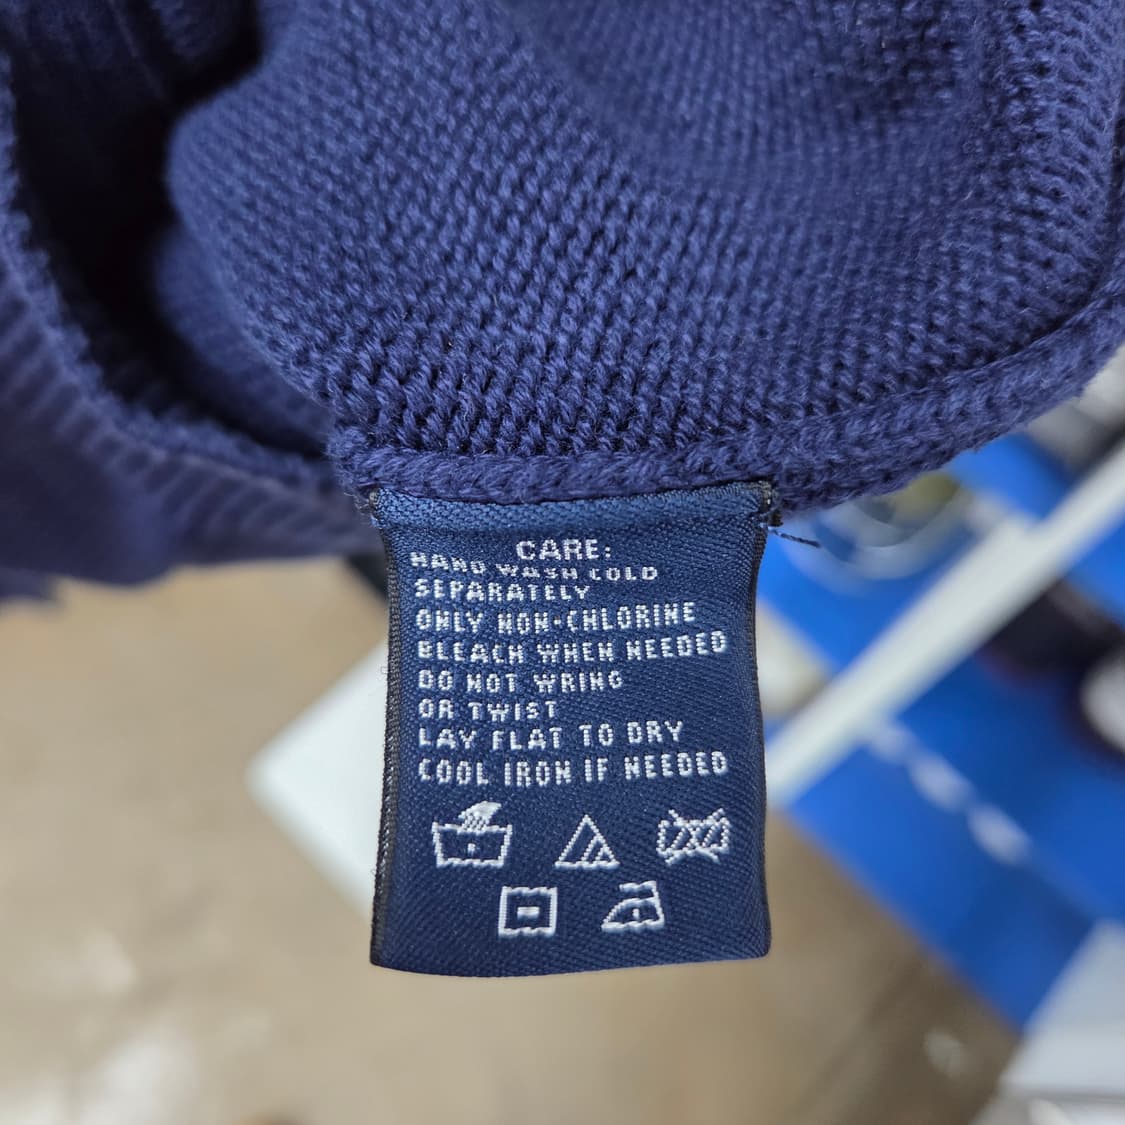 CARE:
HAND WASH COLD
SEPARATELY
ONLY NON-CHLORINE
BLEACH WHEN NEEDED
DO NOT WRING
OR TWIST
LAY FLAT TO DRY
COOL IRON IF NEEDED